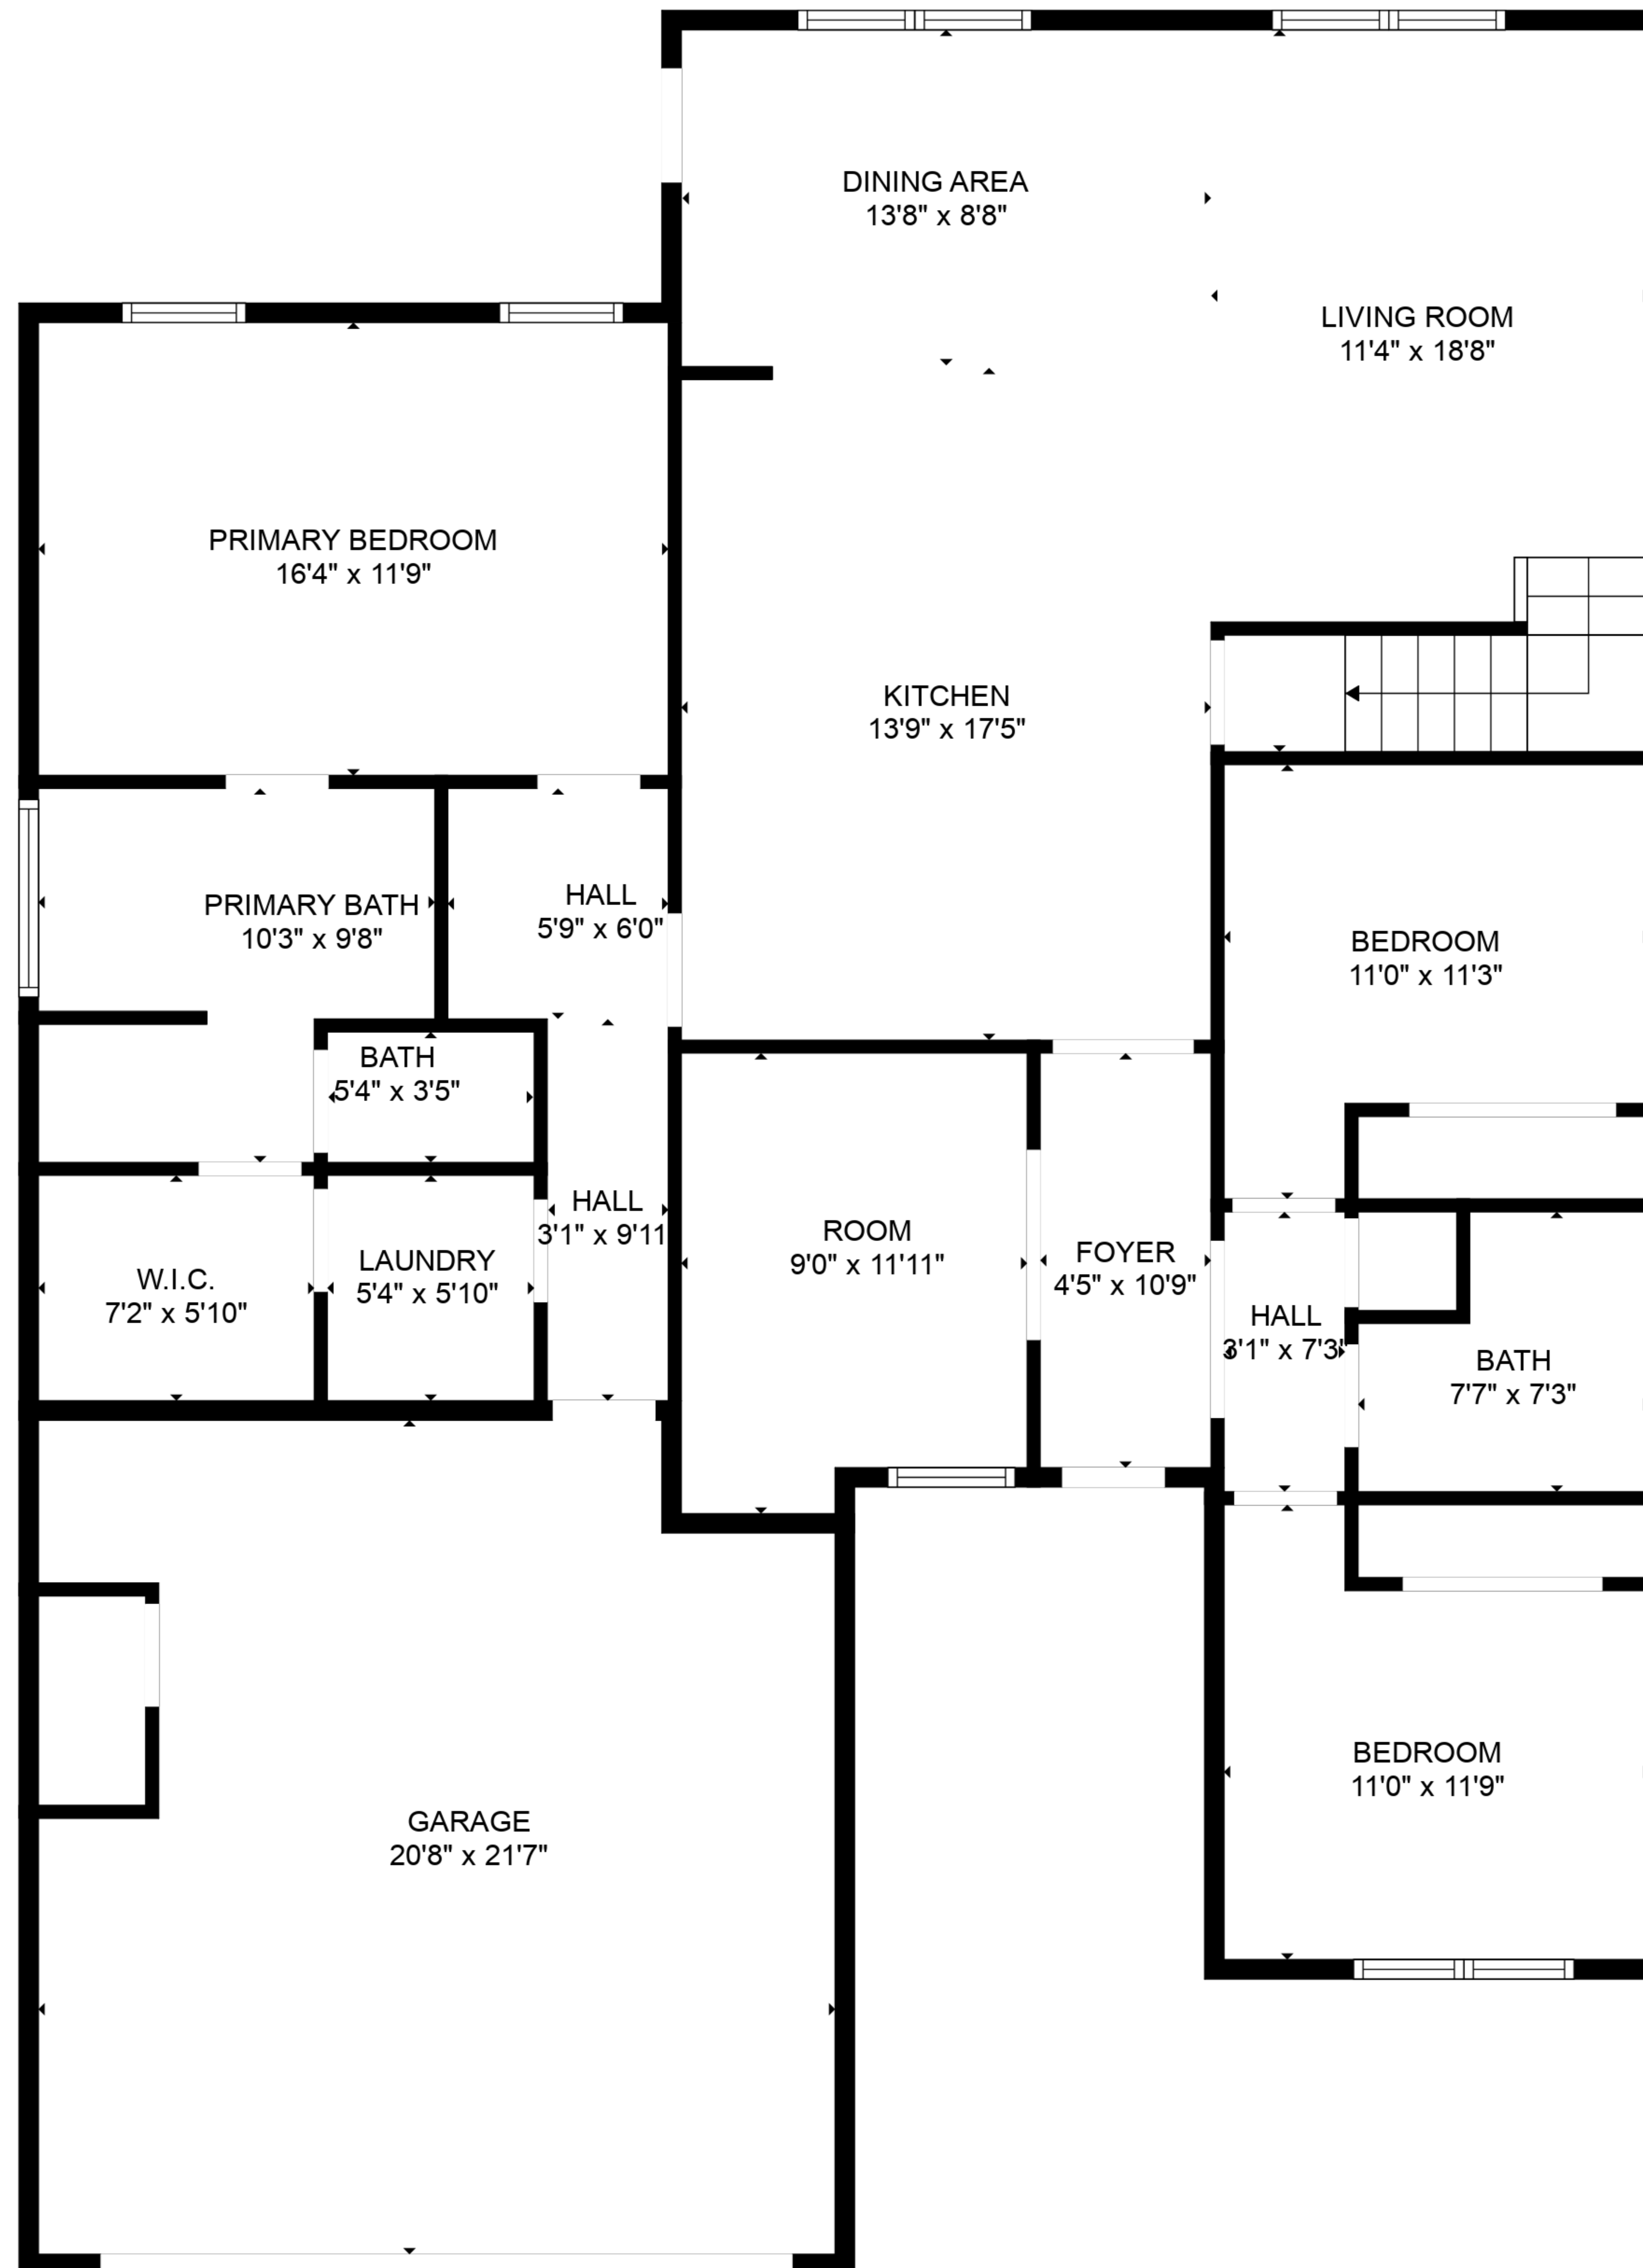 DINING AREA
13'8" x 8'8"
LIVING ROOM
11'4" x 18'8"
PRIMARY BEDROOM
16'4" x 11'9"
KITCHEN
13'9" x 17'5"
PRIMARY BATH
10'3" x 9'8"
HALL
5'9" x 6'0"
BEDROOM
11'0" x 11'3"
BATH
5'4" x 3'5"
HALL
3'1" x 9'11
ROOM
9'0" x 11'11"
FOYER
4'5" x 10'9"
W.I.C.
7'2" x 5'10"
LAUNDRY
5'4" x 5'10"
HALL
3'1" x 7'3"
BATH
7'7" x 7'3"
BEDROOM
11'0" x 11'9"
GARAGE
20'8" x 21'7"